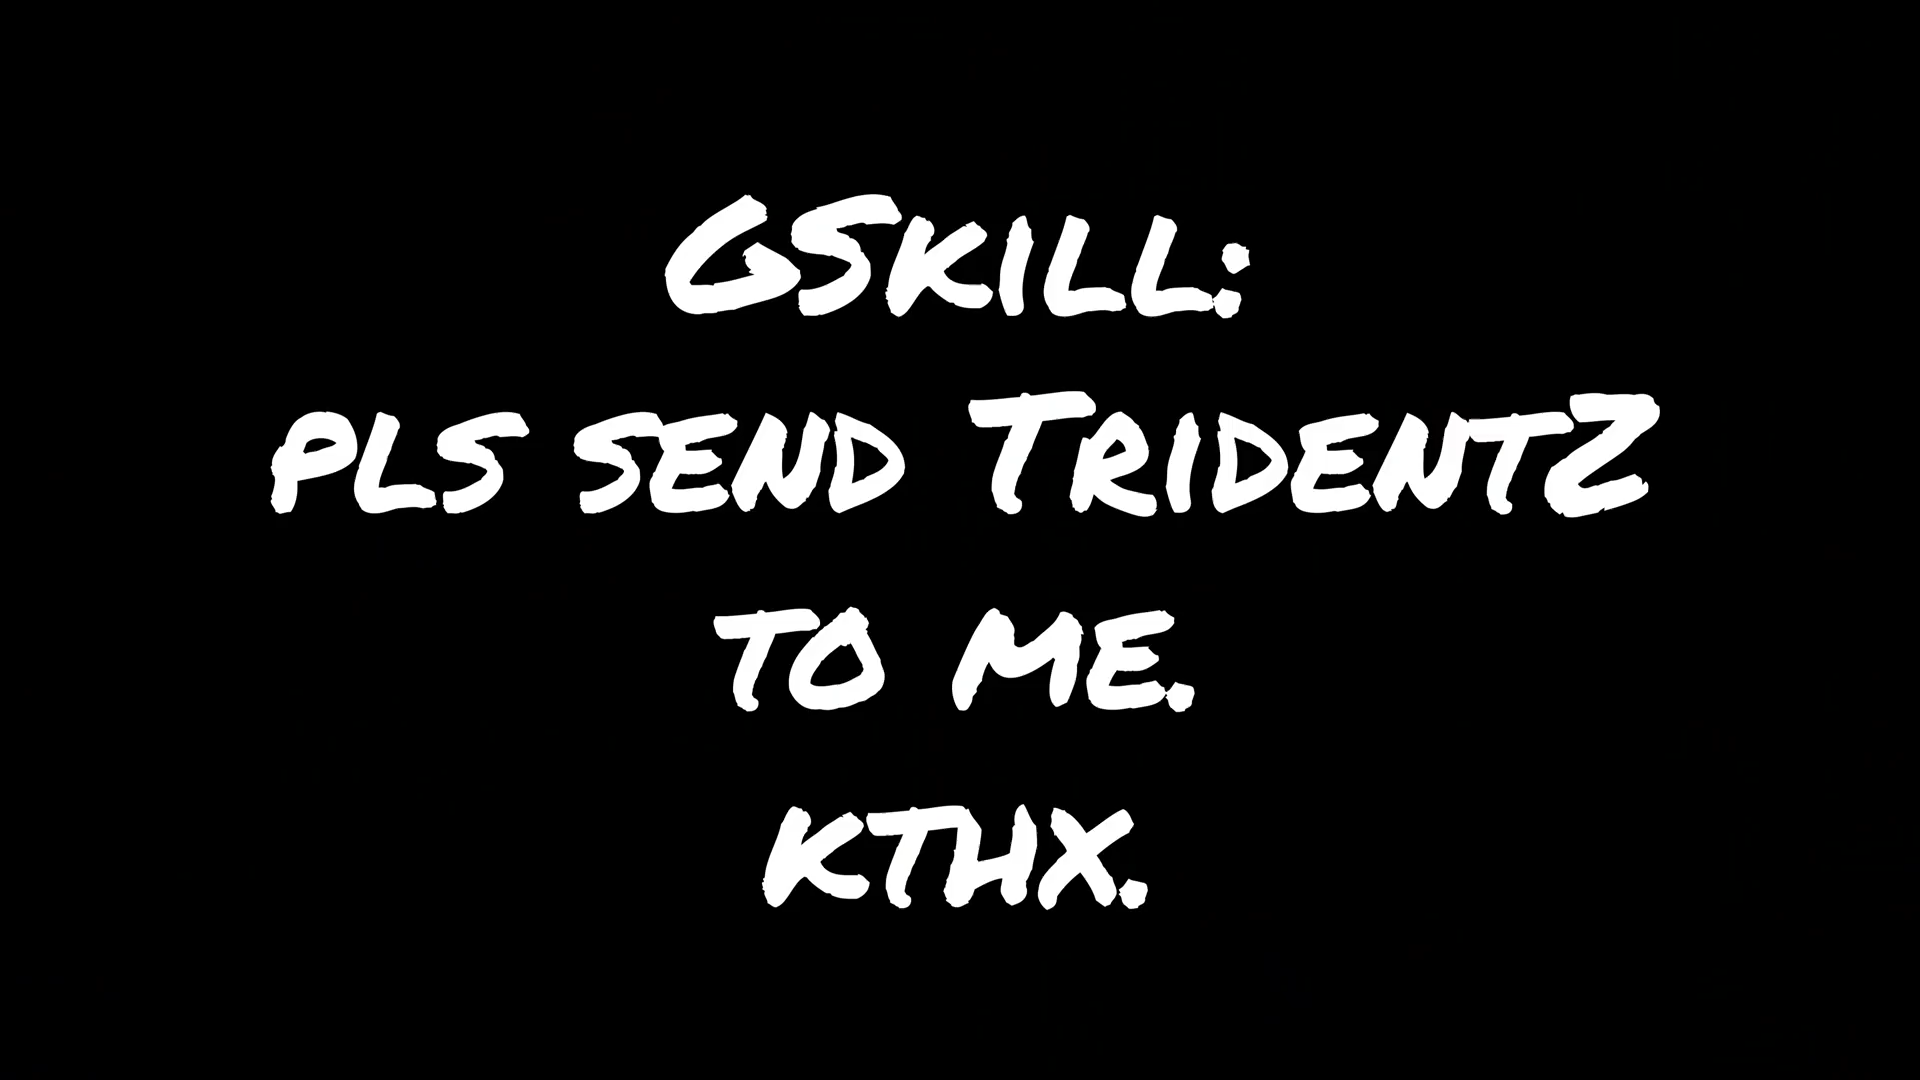 GSkill:
pls send TridentZ
to me.
kthx.